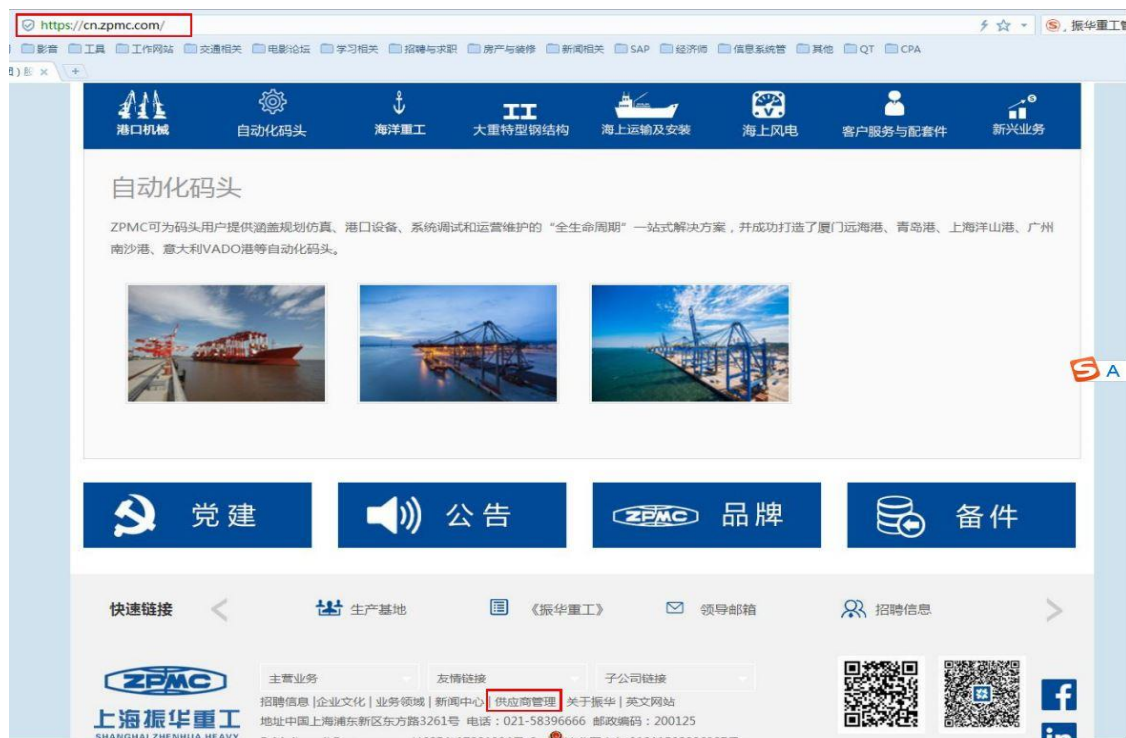 https://cn.zpmc.com/
振华重工
影音 工具 工作网站 交通相关 电影论坛 学习相关 招聘与求职 房产与装修 新闻相关 SAP 经济师 信息系统管 其他 QT CPA
港口机械 自动化码头 海洋重工 大重特型钢结构 海上运输及安装 海上风电 客户服务与配套件 新兴业务
自动化码头
ZPMC可为码头用户提供涵盖规划仿真、港口设备、系统调试和运营维护的“全生命周期”一站式解决方案，并成功打造了厦门远海港、青岛港、上海洋山港、广州
南沙港、意大利VADO港等自动化码头。
A
党建 公告 ZPMC 品牌 备件
快速链接 生产基地 《振华重工》 领导邮箱 招聘信息
ZPMC 主营业务 友情链接 子公司链接
招聘信息 | 企业文化 | 业务领域 | 新闻中心 | 供应商管理 | 关于振华 | 英文网站
上海振华重工 地址中国上海浦东新区东方路3261号 电话：021-58396666 邮政编码：200125
SHANGHAI ZHENHUA HEAVY